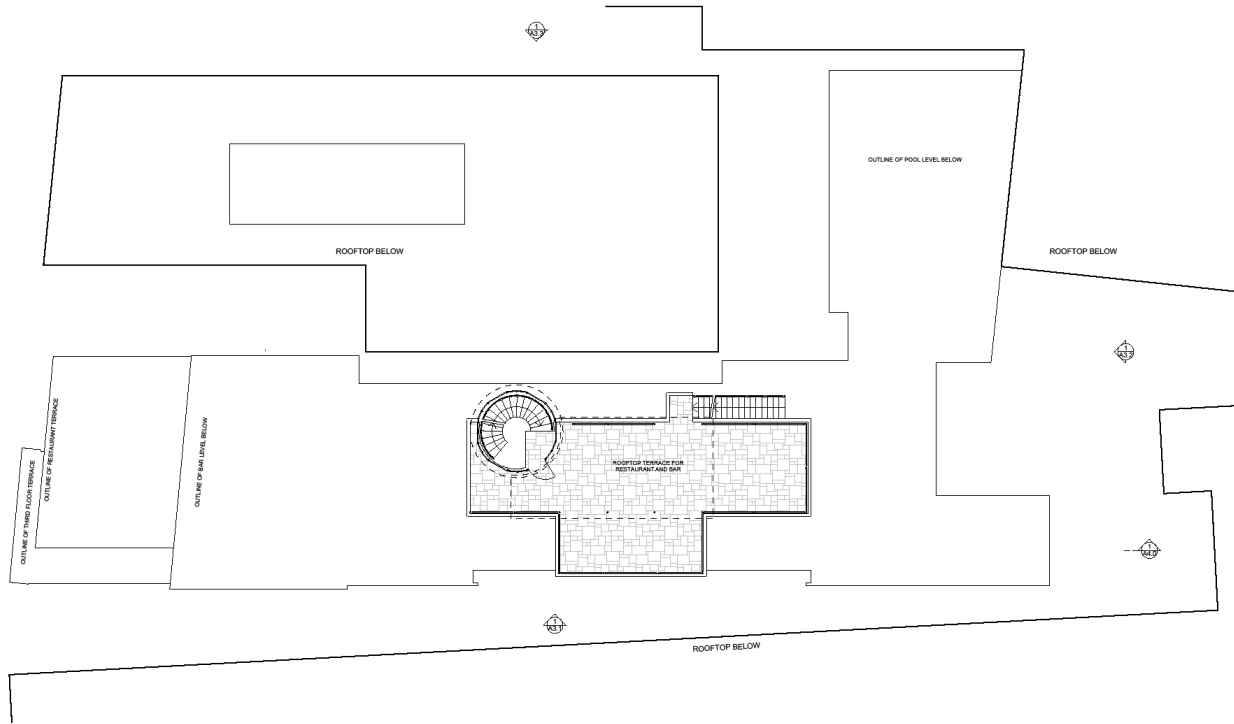 1
A3.3
OUTLINE OF POOL LEVEL BELOW
ROOFTOP BELOW
ROOFTOP BELOW
1
A3.2
OUTLINE OF THIRD FLOOR TERRACE
OUTLINE OF RESTAURANT TERRACE
OUTLINE OF BAR LEVEL BELOW
ROOFTOP TERRACE FOR
RESTAURANT AND BAR
1
A4.0
1
A3.1
ROOFTOP BELOW